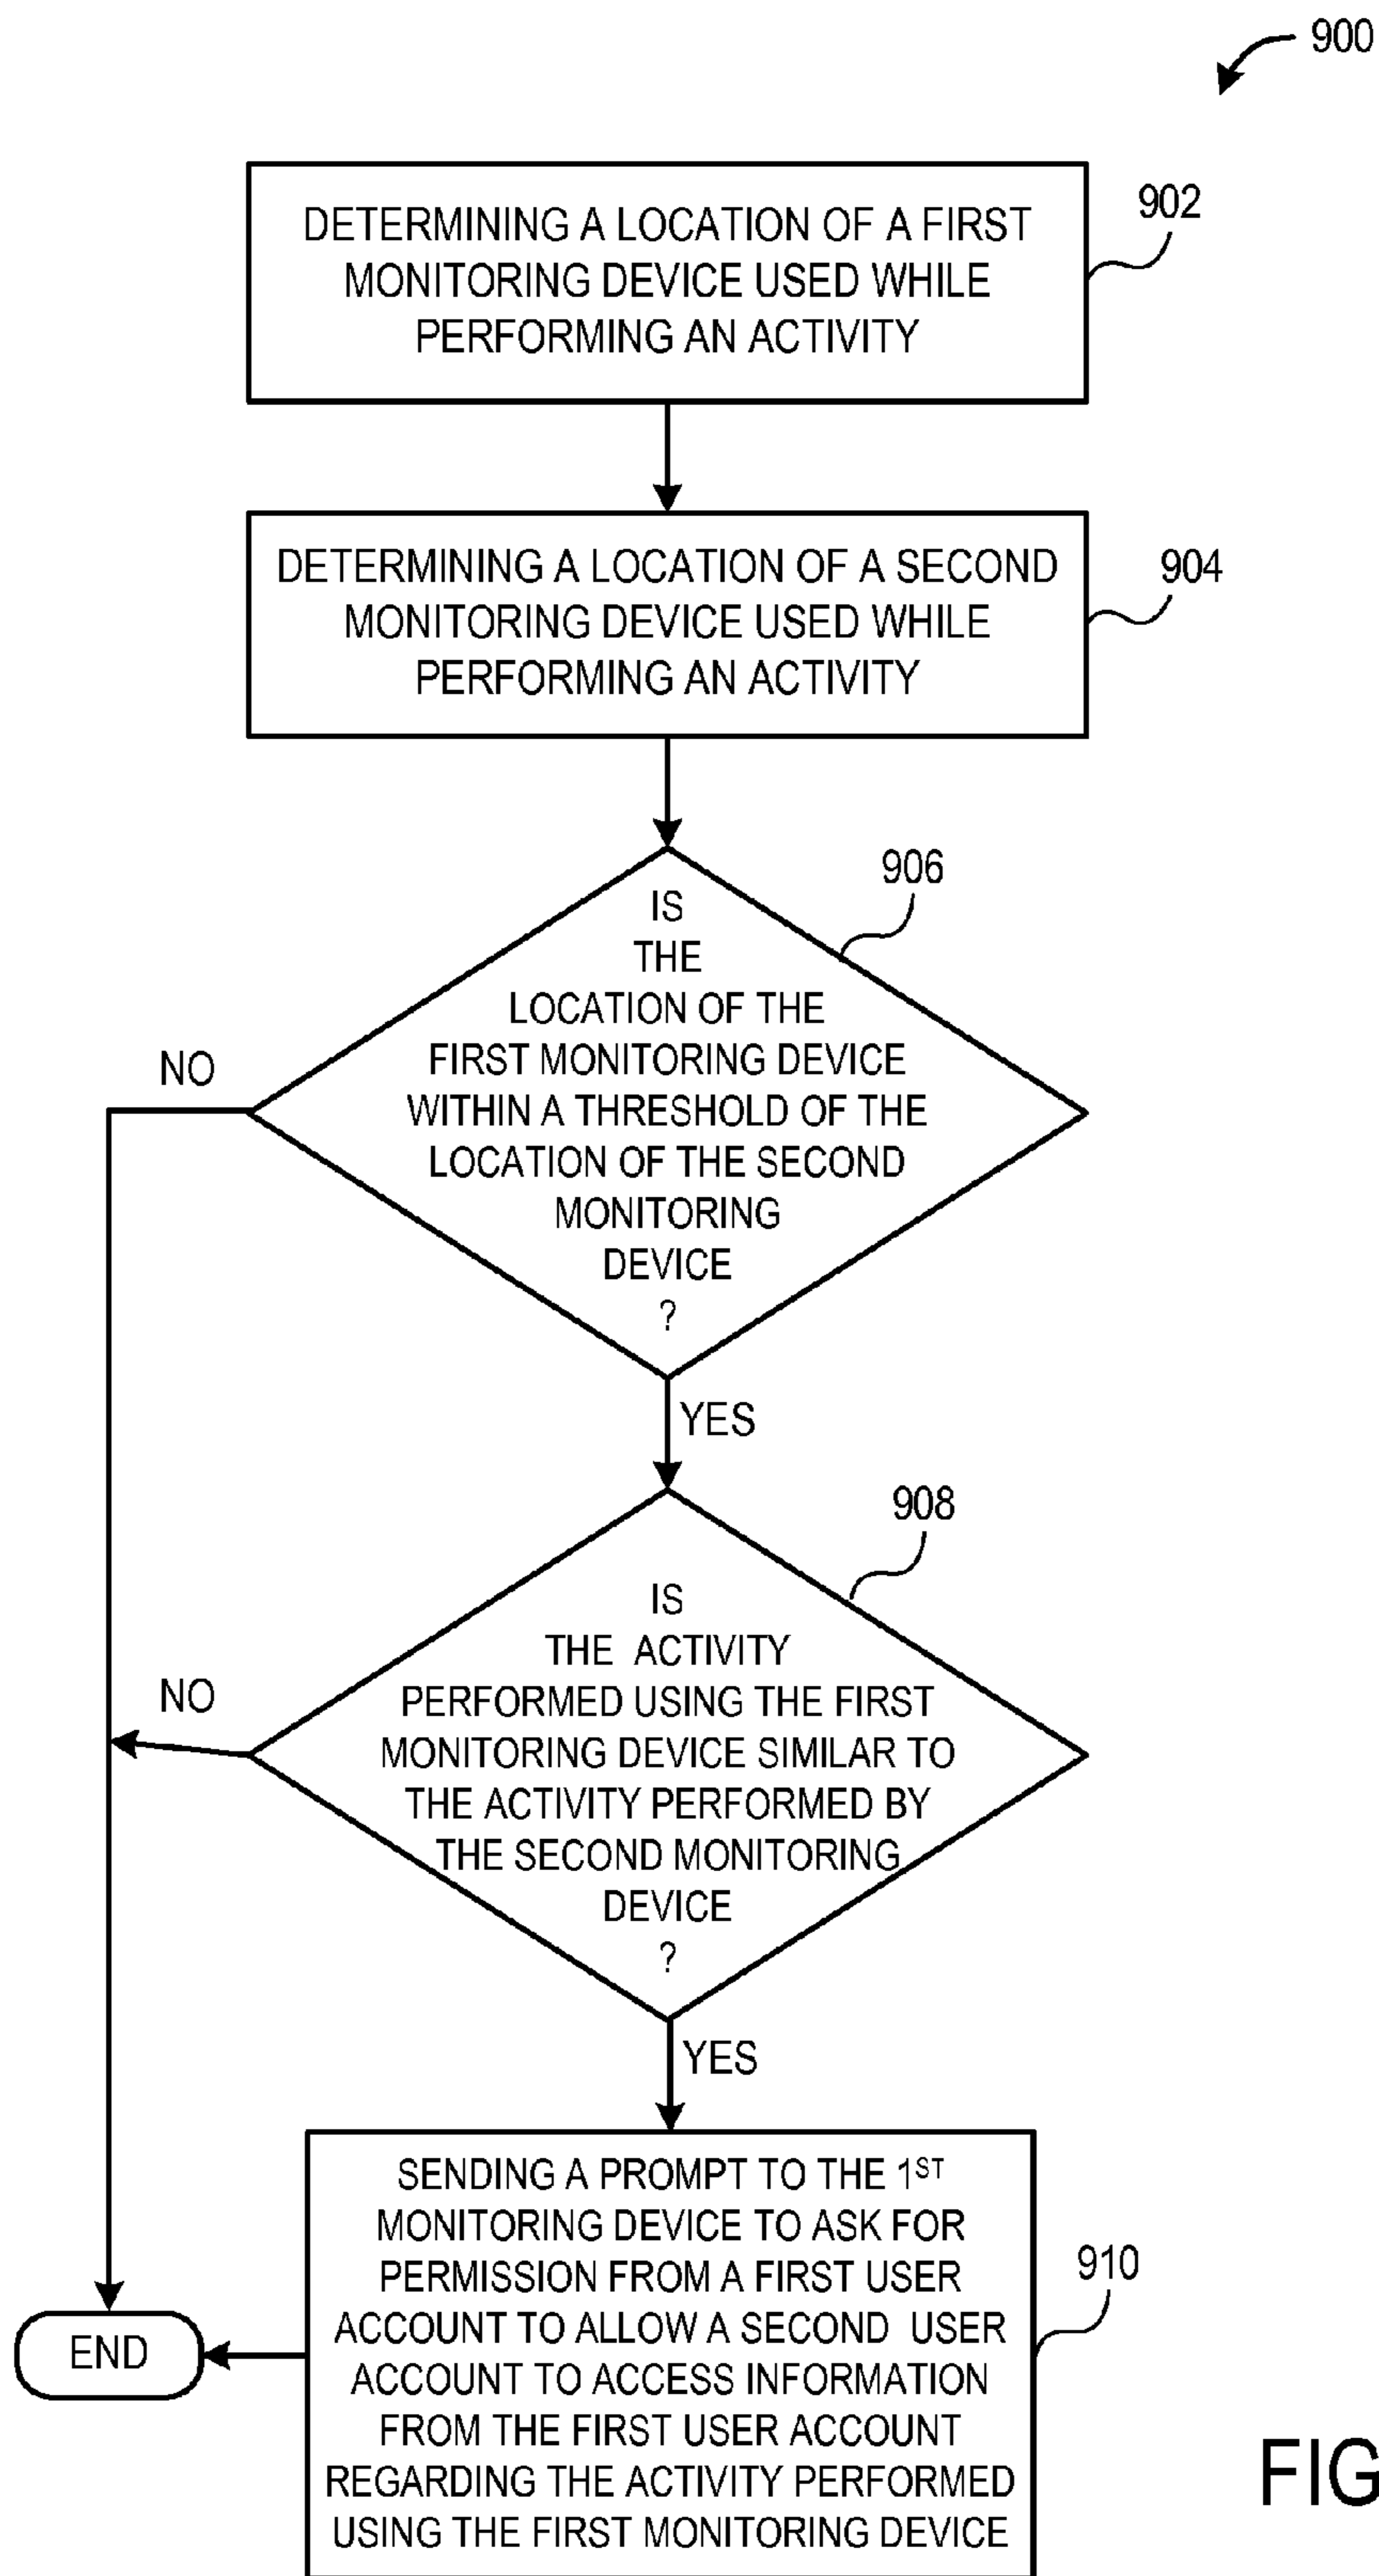 900
DETERMINING A LOCATION OF A FIRST
MONITORING DEVICE USED WHILE
PERFORMING AN ACTIVITY
902
DETERMINING A LOCATION OF A SECOND
MONITORING DEVICE USED WHILE
PERFORMING AN ACTIVITY
904
906
IS
THE
LOCATION OF THE
FIRST MONITORING DEVICE
WITHIN A THRESHOLD OF THE
LOCATION OF THE SECOND
MONITORING
DEVICE
?
NO
YES
908
IS
THE ACTIVITY
PERFORMED USING THE FIRST
MONITORING DEVICE SIMILAR TO
THE ACTIVITY PERFORMED BY
THE SECOND MONITORING
DEVICE
?
NO
YES
SENDING A PROMPT TO THE 1ST
MONITORING DEVICE TO ASK FOR
PERMISSION FROM A FIRST USER
ACCOUNT TO ALLOW A SECOND USER
ACCOUNT TO ACCESS INFORMATION
FROM THE FIRST USER ACCOUNT
REGARDING THE ACTIVITY PERFORMED
USING THE FIRST MONITORING DEVICE
910
END
FIG